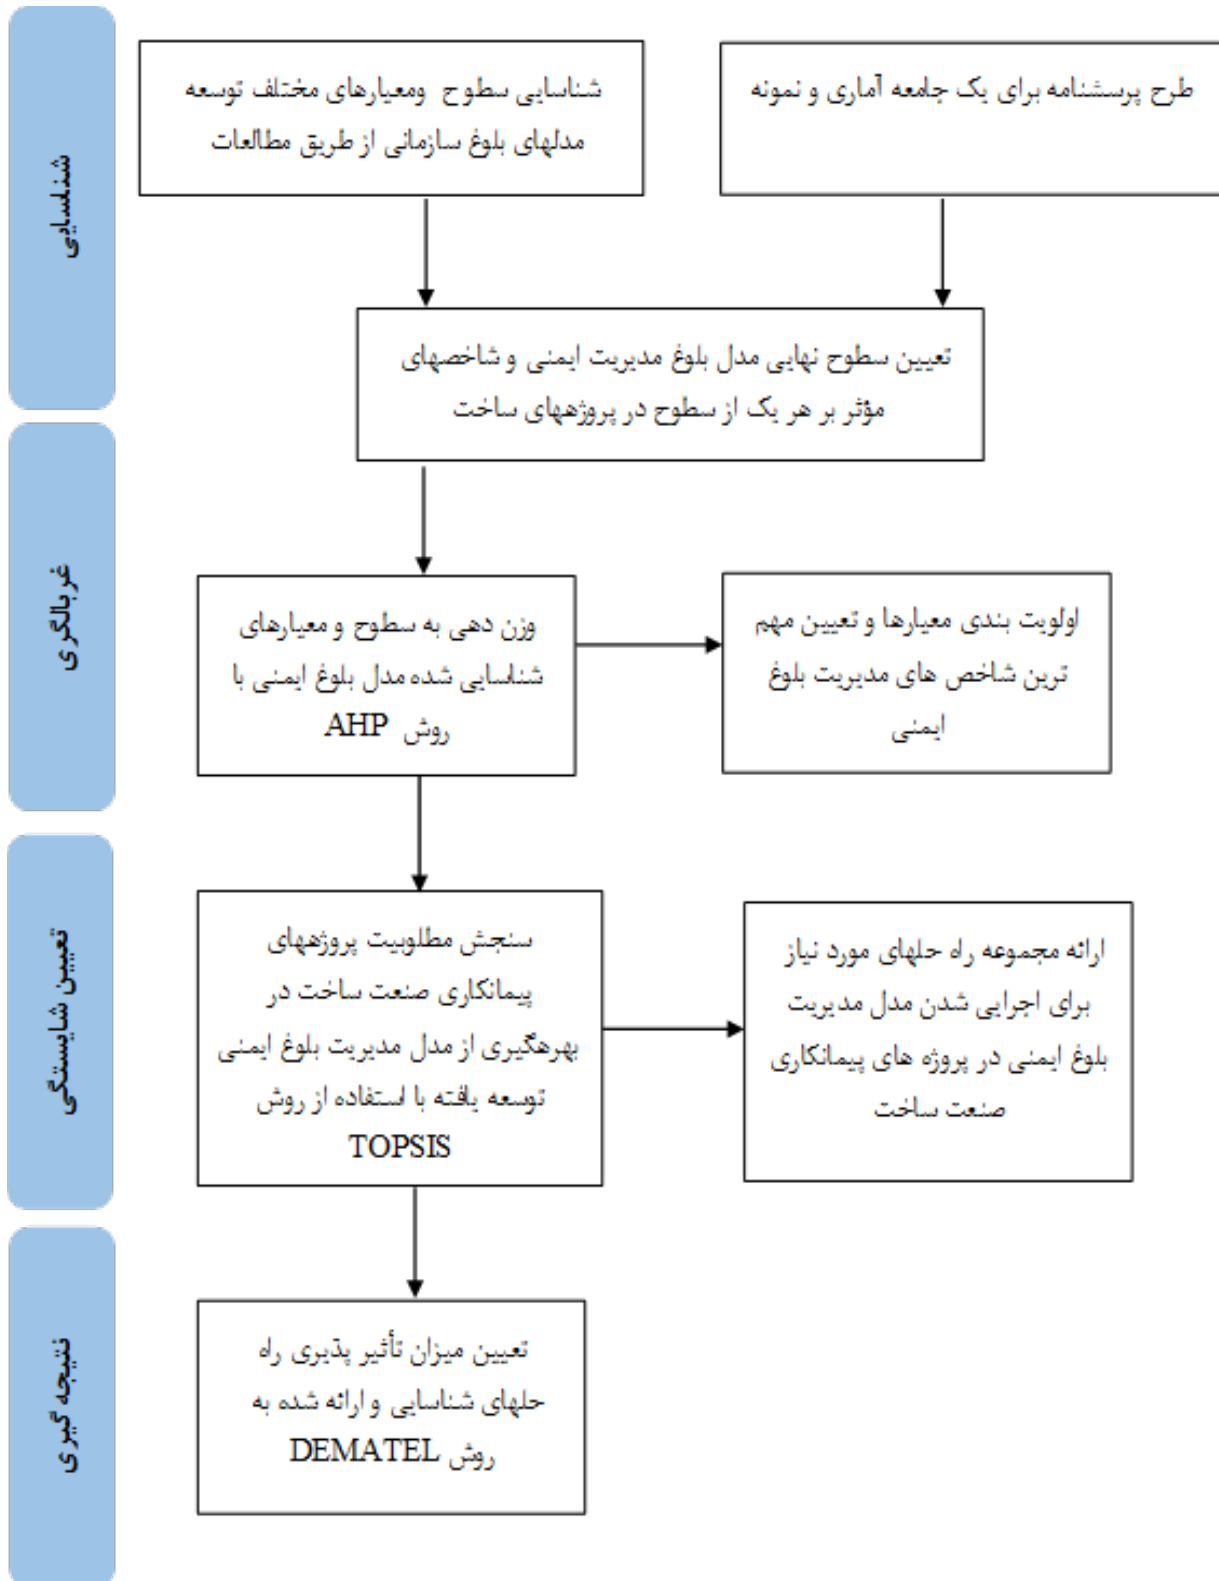 شناسایی
طرح پرسشنامه برای یک جامعه آماری و نمونه
شناسایی سطوح ومعیارهای مختلف توسعه
مدلهای بلوغ سازمانی از طریق مطالعات
تعیین سطوح نهایی مدل بلوغ مدیریت ایمنی و شاخصهای
مؤثر بر هر یک از سطوح در پروژههای ساخت
غربالگری
وزن دهی به سطوح و معیارهای
شناسایی شده مدل بلوغ ایمنی با
روش AHP
اولویت بندی معیارها و تعیین مهم
ترین شاخص های مدیریت بلوغ
ایمنی
تعیین شایستگی
سنجش مطلوبیت پروژههای
پیمانکاری صنعت ساخت در
بهرهگیری از مدل مدیریت بلوغ ایمنی
توسعه یافته با استفاده از روش
TOPSIS
ارائه مجموعه راه حلهای مورد نیاز
برای اجرایی شدن مدل مدیریت
بلوغ ایمنی در پروژه های پیمانکاری
صنعت ساخت
نتیجه گیری
تعیین میزان تأثیر پذیری راه
حلهای شناسایی و ارائه شده به
روش DEMATEL